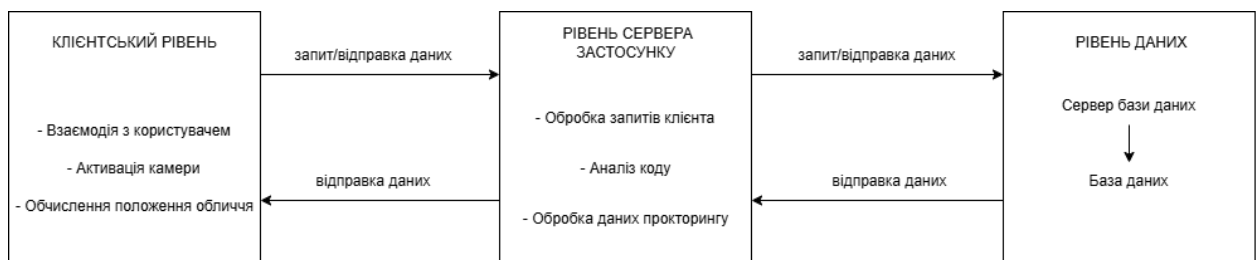 КЛІЄНТСЬКИЙ РІВЕНЬ
- Взаємодія з користувачем
- Активація камери
- Обчислення положення обличчя
запит/відправка даних
відправка даних
РІВЕНЬ СЕРВЕРА
ЗАСТОСУНКУ
- Обробка запитів клієнта
- Аналіз коду
- Обробка даних прокторингу
запит/відправка даних
відправка даних
РІВЕНЬ ДАНИХ
Сервер бази даних
База даних